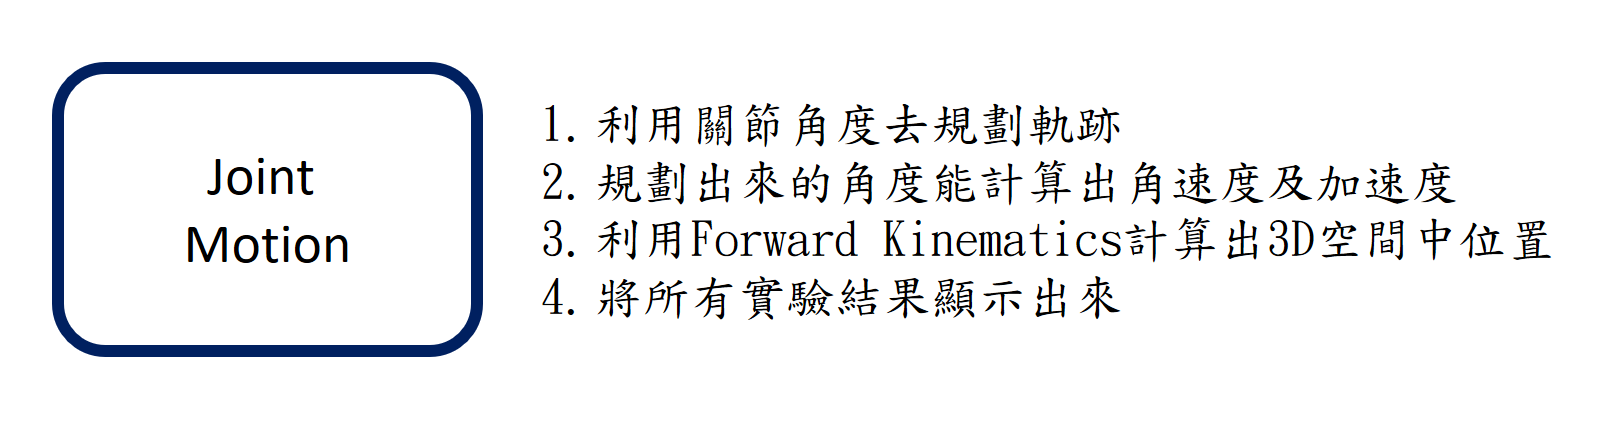 Joint
Motion
1. 利用關節角度去規劃軌跡
2. 規劃出來的角度能計算出角速度及加速度
3. 利用Forward Kinematics計算出3D空間中位置
4. 將所有實驗結果顯示出來